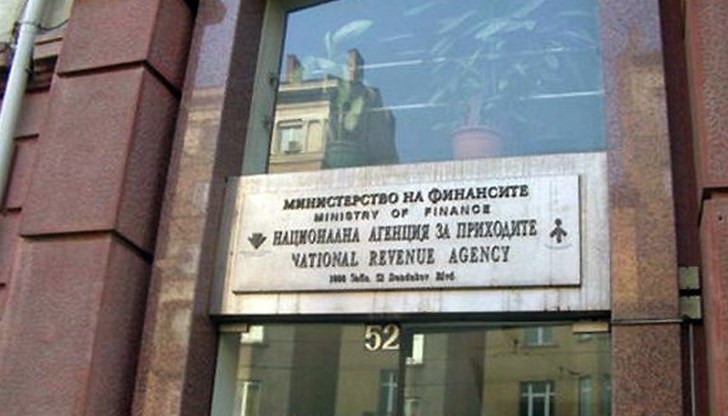 МИНИСТЕРСТВО НА ФИНАНСИТЕ
MINISTRY OF FINANCE
НАЦИОНАЛНА АГЕНЦИЯ ЗА ПРИХОДИТЕ
NATIONAL REVENUE AGENCY
1000 Sofia, 52 Dondukov Blvd.
52